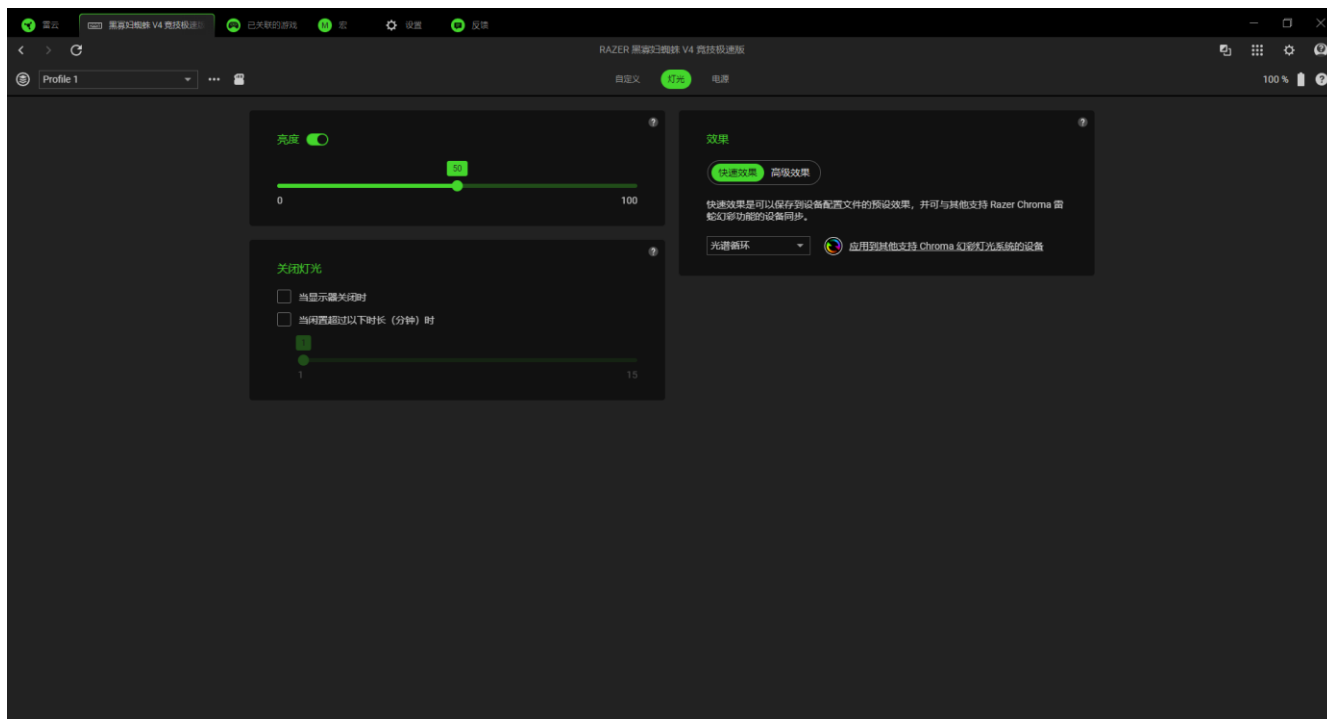 雷云
黑寡妇蜘蛛 V4 竞技极速
已关联的游戏
M
宏
设置
反馈
RAZER 黑寡妇蜘蛛 V4 竞技极速版
Profile 1
自定义
灯光
电源
100 %
亮度
50
0
100
关闭灯光
当显示器关闭时
当闲置超过以下时长（分钟）时
1
1
15
效果
快速效果
高级效果
快速效果是可以保存到设备配置文件的预设效果，并可与其他支持 Razer Chroma 雷
蛇幻彩功能的设备同步。
光谱循环
应用到其他支持 Chroma 幻彩灯光系统的设备